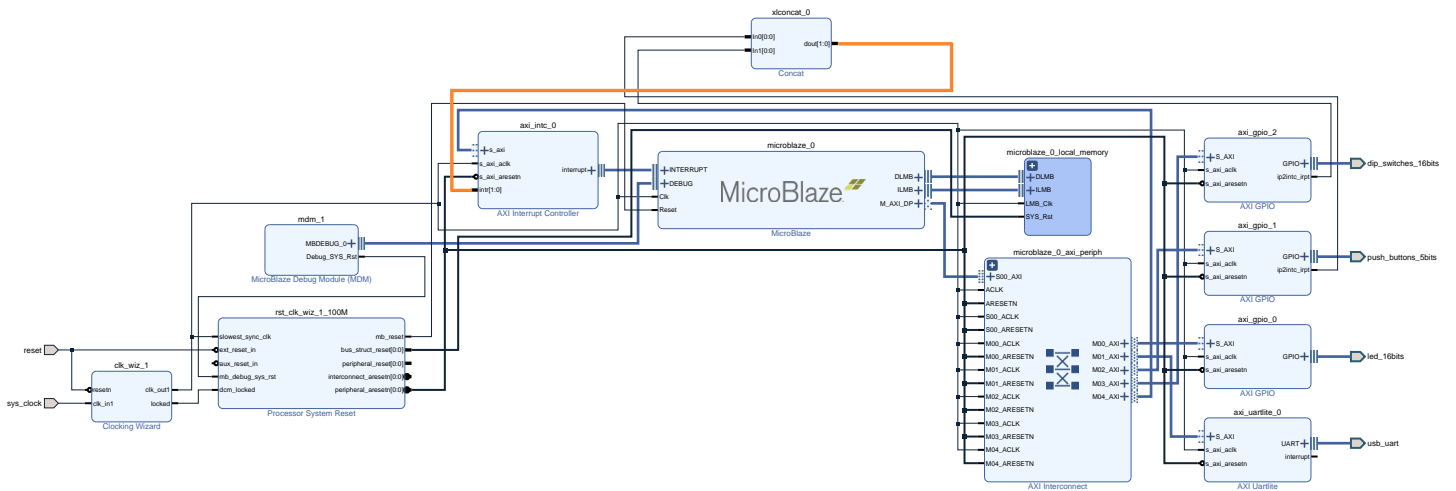 xlconcat_0
In0[0:0]
In1[0:0]
dout[1:0]
Concat
axi_intc_0
s_axi
s_axi_aclk
s_axi_aresetn
intr[1:0]
interrupt
AXI Interrupt Controller
microblaze_0
INTERRUPT
DEBUG
Clk
Reset
MicroBlaze
DLMB
ILMB
M_AXI_DP
MicroBlaze
microblaze_0_local_memory
DLMB
ILMB
LMB_Clk
SYS_Rst
axi_gpio_2
S_AXI
s_axi_aclk
s_axi_aresetn
GPIO
ip2intc_irpt
AXI GPIO
dip_switches_16bits
mdm_1
MBDEBUG_0
Debug_SYS_Rst
MicroBlaze Debug Module (MDM)
axi_gpio_1
S_AXI
s_axi_aclk
s_axi_aresetn
GPIO
ip2intc_irpt
AXI GPIO
push_buttons_5bits
microblaze_0_axi_periph
S00_AXI
ACLK
ARESETN
S00_ACLK
S00_ARESETN
M00_ACLK
M00_ARESETN
M01_ACLK
M01_ARESETN
M02_ACLK
M02_ARESETN
M03_ACLK
M03_ARESETN
M04_ACLK
M04_ARESETN
M00_AXI
M01_AXI
M02_AXI
M03_AXI
M04_AXI
AXI Interconnect
rst_clk_wiz_1_100M
slowest_sync_clk
ext_reset_in
aux_reset_in
mb_debug_sys_rst
dcm_locked
mb_reset
bus_struct_reset[0:0]
peripheral_reset[0:0]
interconnect_aresetn[0:0]
peripheral_aresetn[0:0]
Processor System Reset
reset
sys_clock
clk_wiz_1
resetn
clk_in1
clk_out1
locked
Clocking Wizard
axi_gpio_0
S_AXI
s_axi_aclk
s_axi_aresetn
GPIO
AXI GPIO
led_16bits
axi_uartlite_0
S_AXI
s_axi_aclk
s_axi_aresetn
UART
interrupt
AXI Uartlite
usb_uart